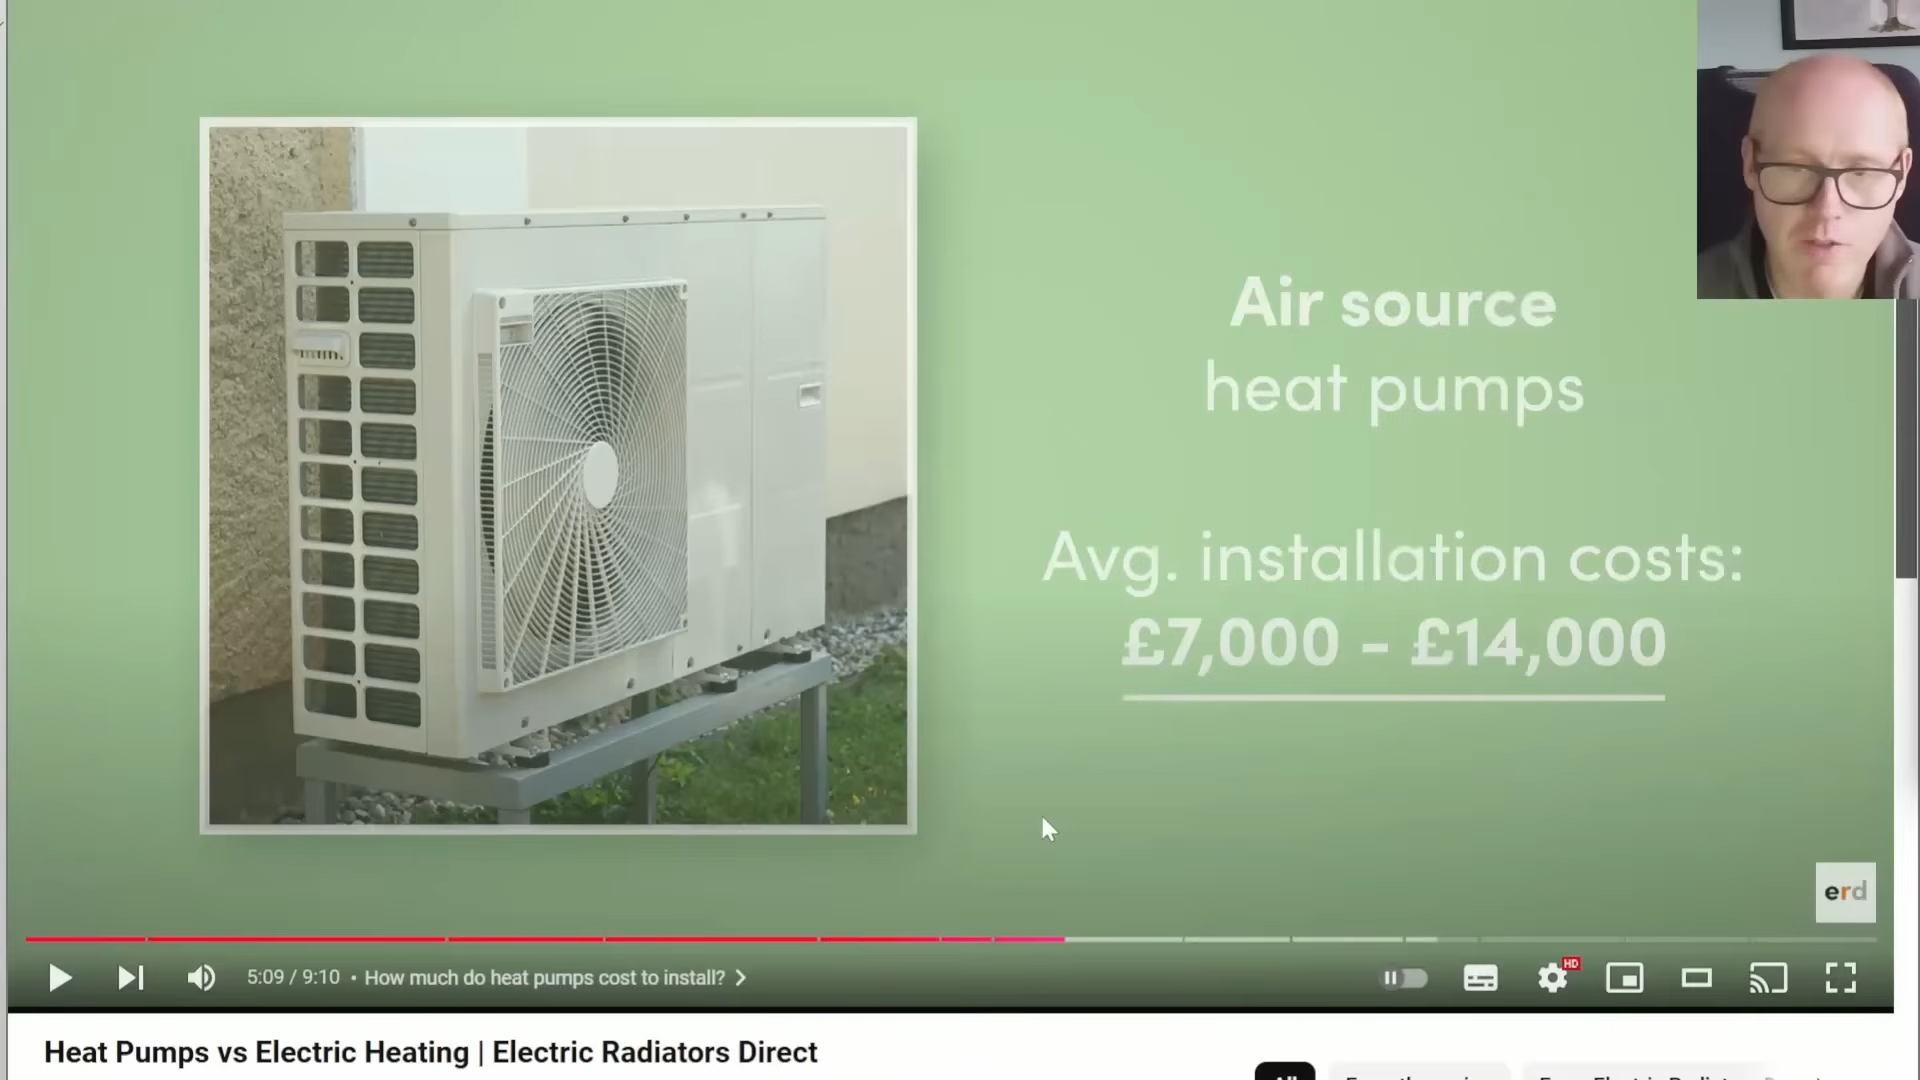 Air source
heat pumps
Avg. installation costs:
£7,000 - £14,000
erd
5:09 / 9:10 • How much do heat pumps cost to install?
HD
Heat Pumps vs Electric Heating | Electric Radiators Direct
All